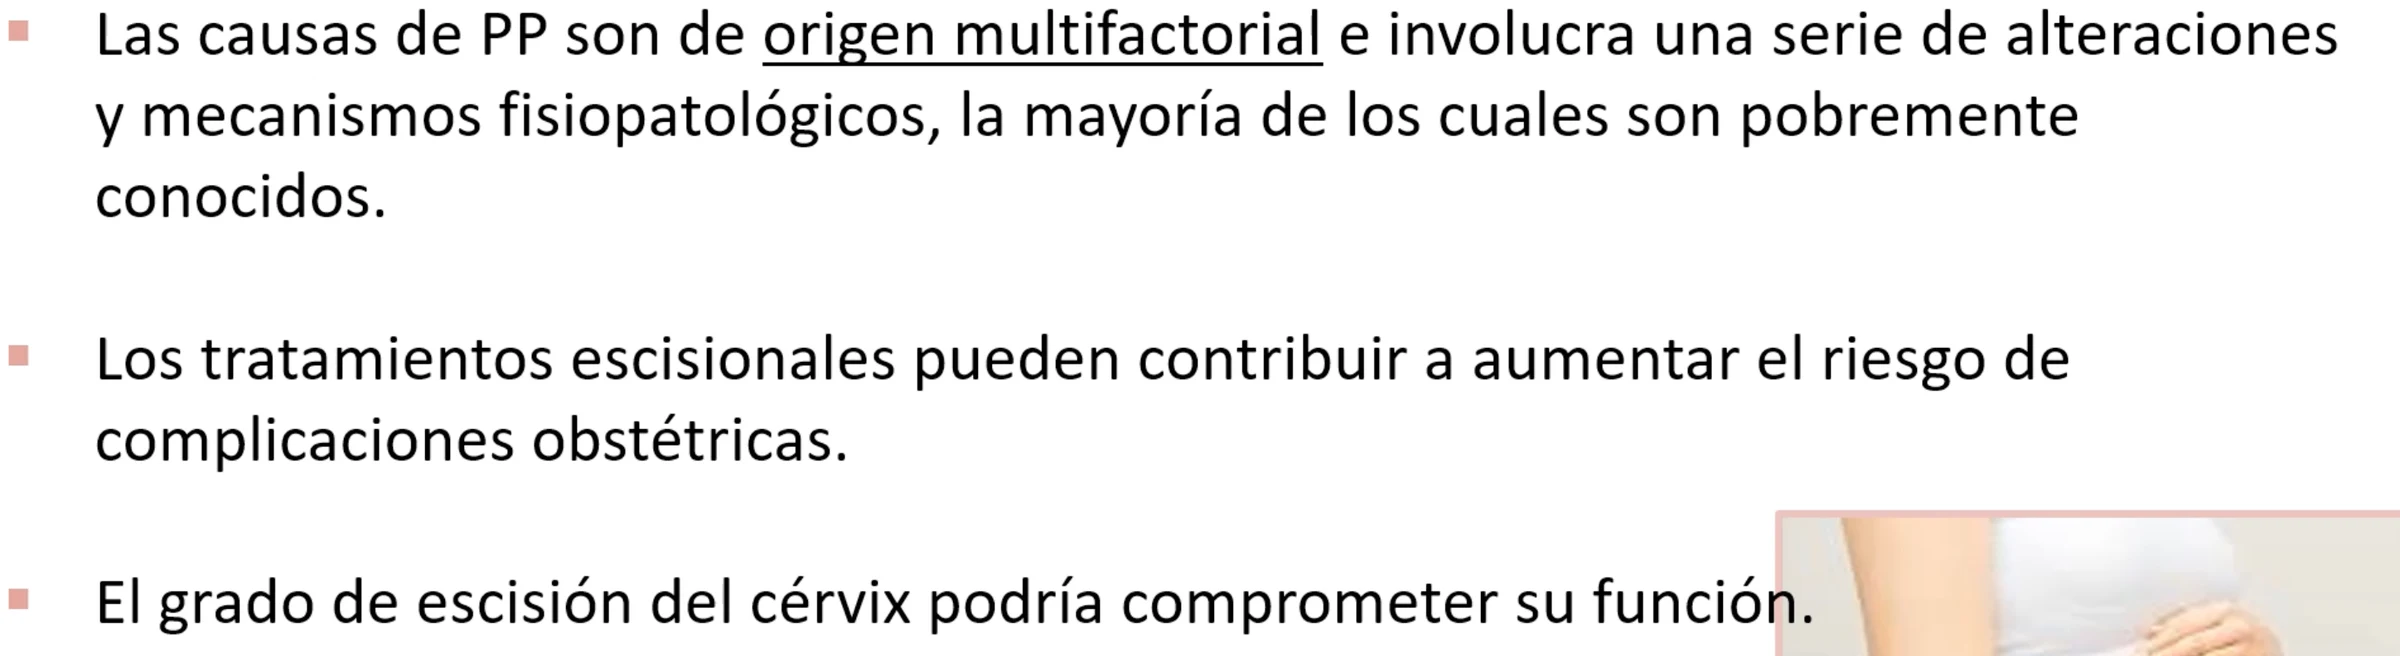 Las causas de PP son de origen multifactorial e involucra una serie de alteraciones
y mecanismos fisiopatológicos, la mayoría de los cuales son pobremente
conocidos.
Los tratamientos escisionales pueden contribuir a aumentar el riesgo de
complicaciones obstétricas.
El grado de escisión del cérvix podría comprometer su función.